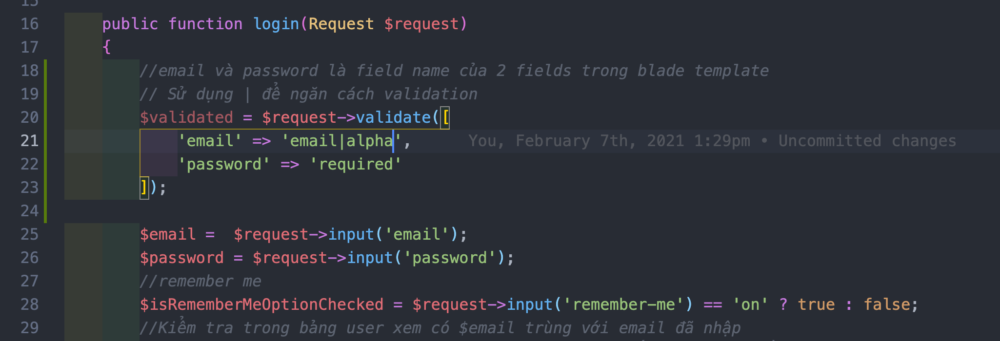 15
16 public function login(Request $request)
17 {
18 //email và password là field name của 2 fields trong blade template
19 // Sử dụng | để ngăn cách validation
20 $validated = $request->validate([
21 'email' => 'email|alpha', You, February 7th, 2021 1:29pm • Uncommitted changes
22 'password' => 'required'
23 ]);
24
25 $email =  $request->input('email');
26 $password = $request->input('password');
27 //remember me
28 $isRememberMeOptionChecked = $request->input('remember-me') == 'on' ? true : false;
29 //Kiểm tra trong bảng user xem có $email trùng với email đã nhập